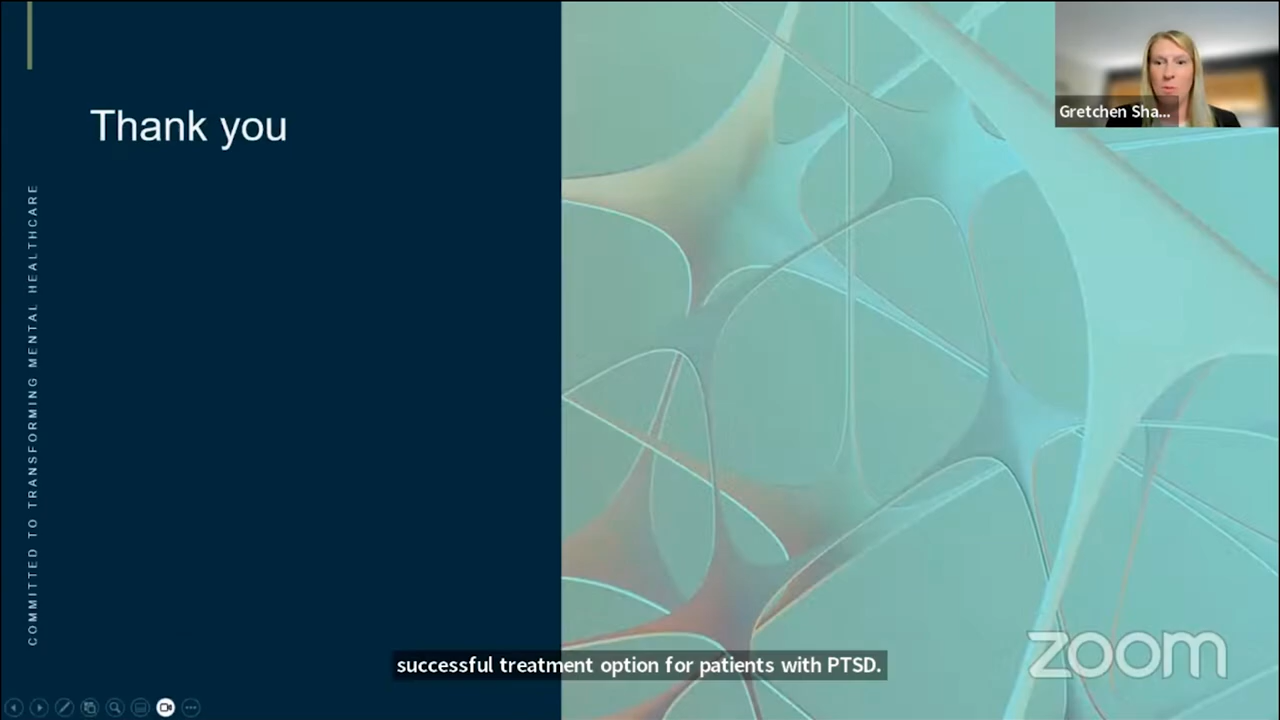 Thank you
COMMITTED TO TRANSFORMING MENTAL HEALTHCARE
Gretchen Sha...
successful treatment option for patients with PTSD.
zoom